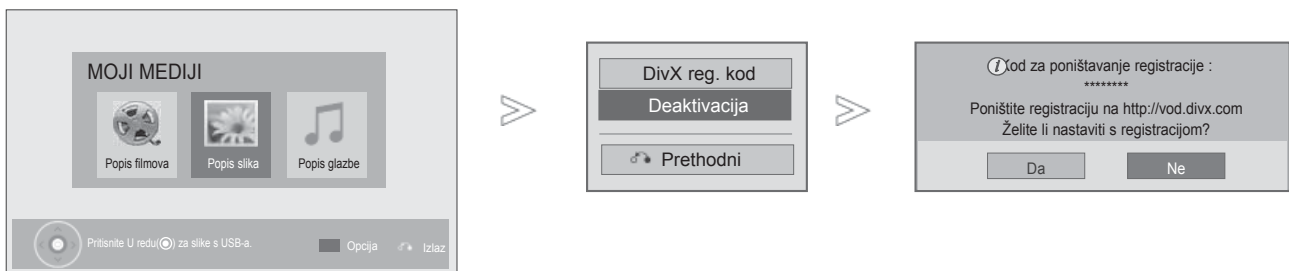 MOJI MEDIJI
Popis filmova
Popis slika
Popis glazbe
Pritisnite U redu(◉) za slike s USB-a.
Opcija
Izlaz
DivX reg. kod
Deaktivacija
Prethodni
Kod za poništavanje registracije :
********
Poništite registraciju na http://vod.divx.com
Želite li nastaviti s registracijom?
Da
Ne